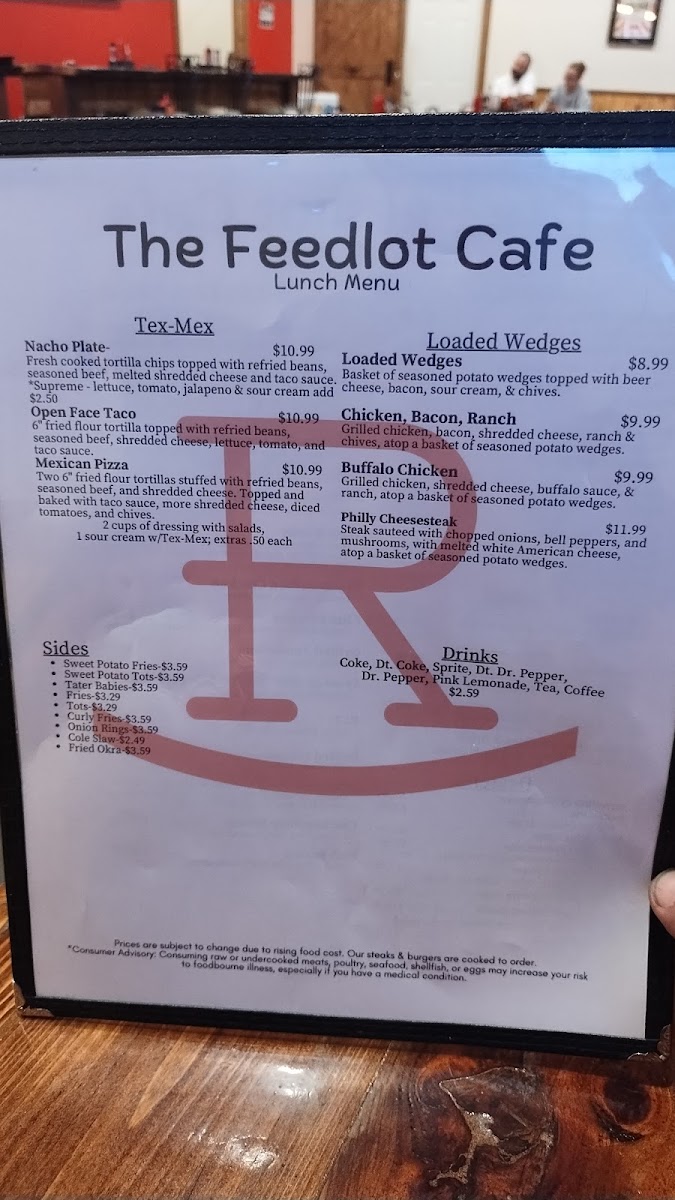 The Feedlot Cafe
Lunch Menu
Tex-Mex
Nacho Plate-
$10.99
Fresh cooked tortilla chips topped with refried beans,
seasoned beef, melted shredded cheese and taco sauce.
*Supreme - lettuce, tomato, jalapeño & sour cream add
$2.50
Open Face Taco
$10.99
6" fried flour tortilla topped with refried beans,
seasoned beef, shredded cheese, lettuce, tomato, and
taco sauce.
Mexican Pizza
$10.99
Two 6" fried flour tortillas stuffed with refried beans,
seasoned beef, and shredded cheese. Topped and
baked with taco sauce, more shredded cheese, diced
tomatoes, and chives.
2 cups of dressing with salads,
1 sour cream w/Tex-Mex; extras .50 each
Loaded Wedges
Loaded Wedges
$8.99
Basket of seasoned potato wedges topped with beer
cheese, bacon, sour cream, & chives.
Chicken, Bacon, Ranch
$9.99
Grilled chicken, bacon, shredded cheese, ranch &
chives, atop a basket of seasoned potato wedges.
Buffalo Chicken
$9.99
Grilled chicken, shredded cheese, buffalo sauce, &
ranch, atop a basket of seasoned potato wedges.
Philly Cheesesteak
$11.99
Steak sauteed with chopped onions, bell peppers, and
mushrooms, with melted white American cheese,
atop a basket of seasoned potato wedges.
Sides
• Sweet Potato Fries-$3.59
• Sweet Potato Tots-$3.59
• Tater Babies-$3.59
• Fries-$3.29
• Tots-$3.29
• Curly Fries-$3.59
• Onion Rings-$3.59
• Cole Slaw-$2.49
• Fried Okra-$3.59
Drinks
Coke, Dt. Coke, Sprite, Dt. Dr. Pepper,
Dr. Pepper, Pink Lemonade, Tea, Coffee
$2.59
R
Prices are subject to change due to rising food cost. Our steaks & burgers are cooked to order.
*Consumer Advisory: Consuming raw or undercooked meats, poultry, seafood, shellfish, or eggs may increase your risk
to foodbourne illness, especially if you have a medical condition.